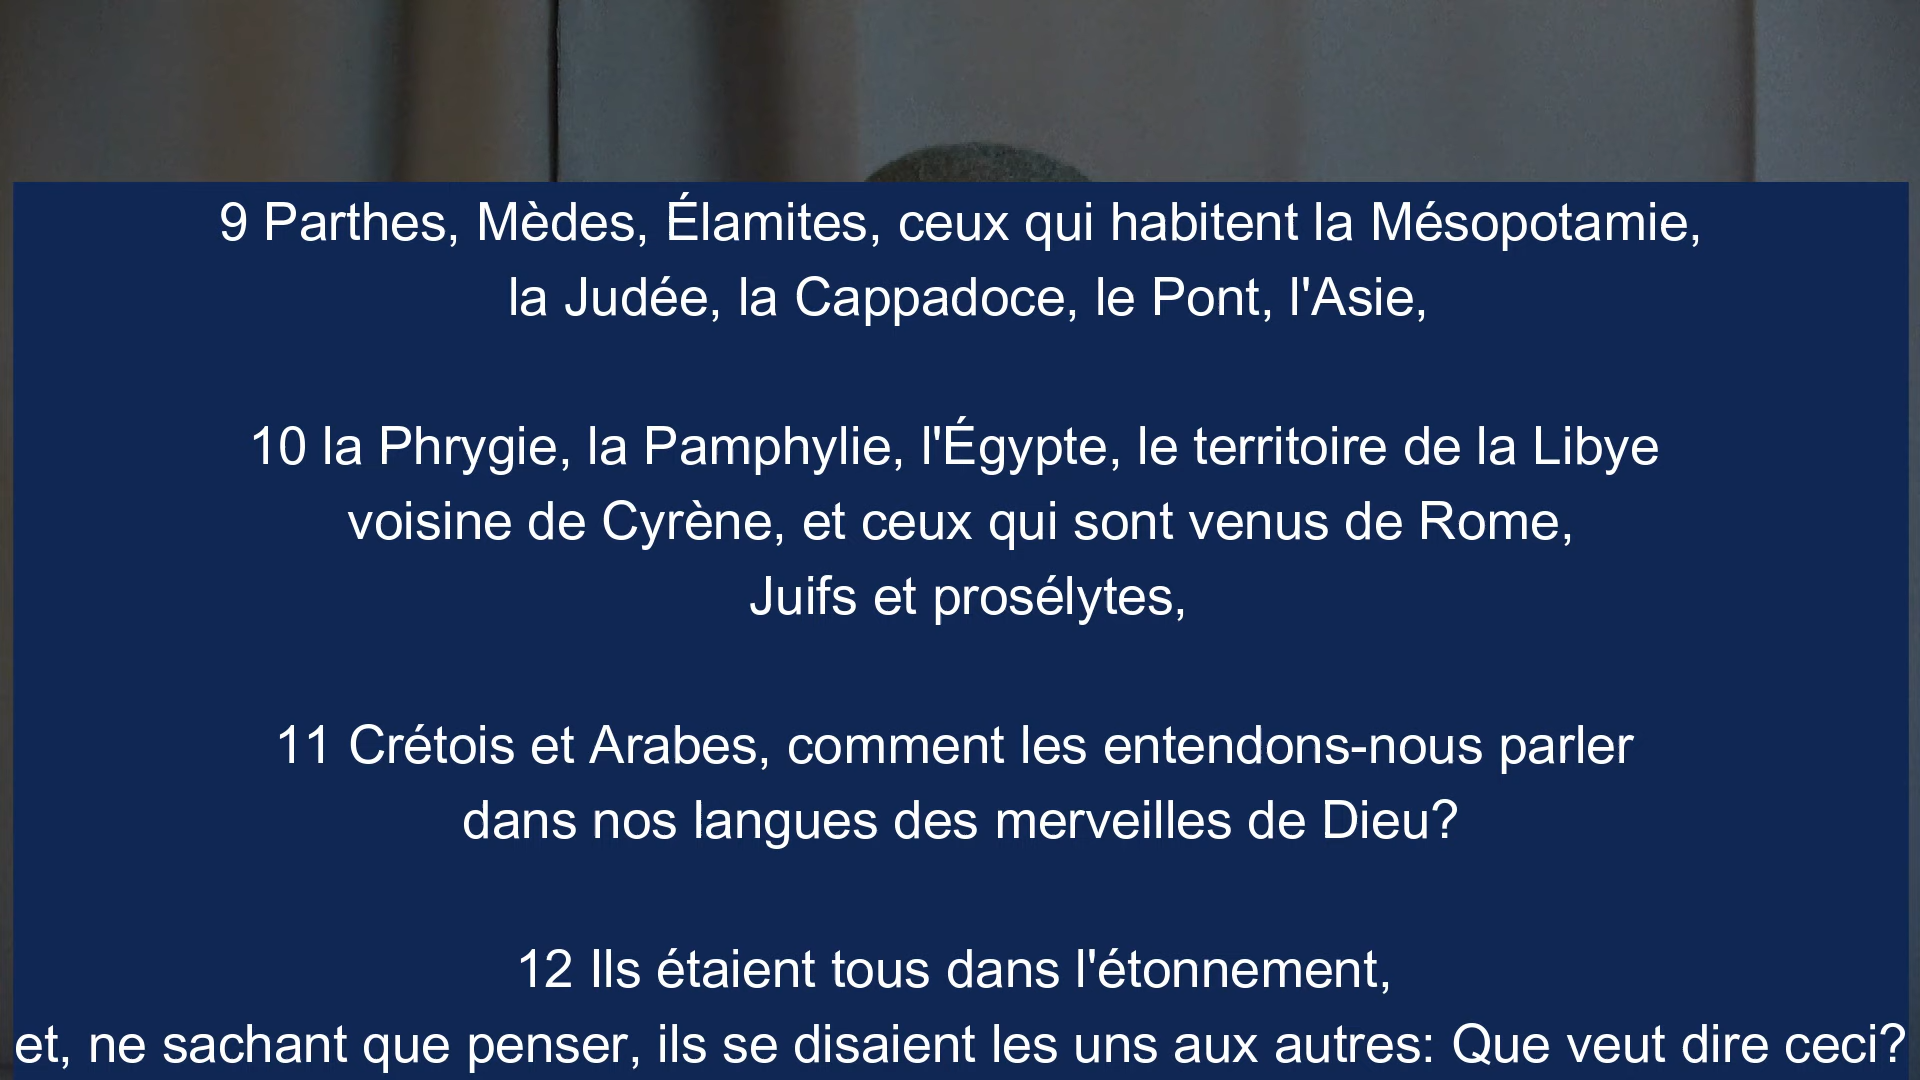 9 Parthes, Mèdes, Élamites, ceux qui habitent la Mésopotamie,
la Judée, la Cappadoce, le Pont, l'Asie,
10 la Phrygie, la Pamphylie, l'Égypte, le territoire de la Libye
voisine de Cyrène, et ceux qui sont venus de Rome,
Juifs et prosélytes,
11 Crétois et Arabes, comment les entendons-nous parler
dans nos langues des merveilles de Dieu?
12 Ils étaient tous dans l'étonnement,
et, ne sachant que penser, ils se disaient les uns aux autres: Que veut dire ceci?